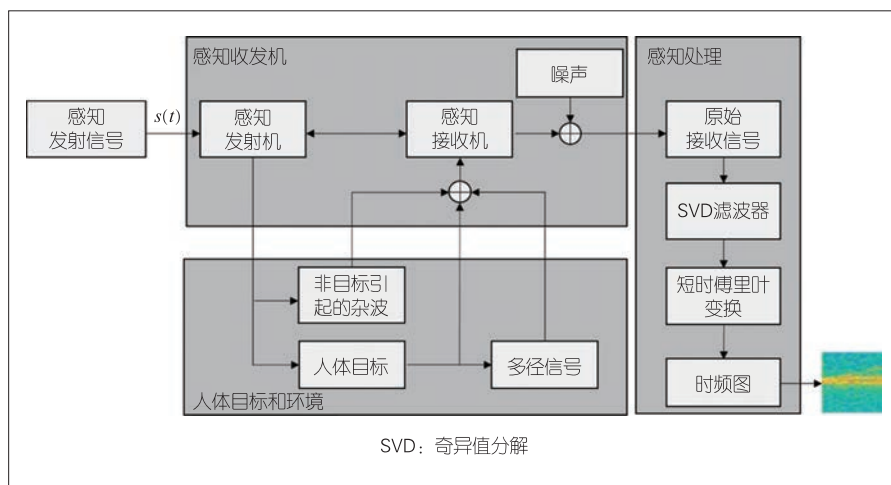 感知收发机
噪声
感知处理
感知
发射信号
s(t)
感知
发射机
感知
接收机
原始
接收信号
SVD滤波器
非目标引
起的杂波
短时傅里叶
变换
人体目标
多径信号
时频图
人体目标和环境
SVD：奇异值分解